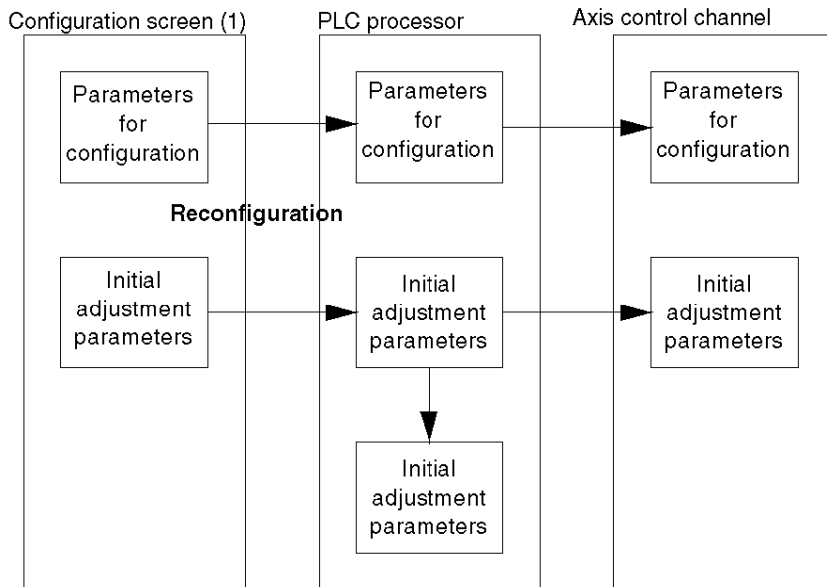 Configuration screen (1)
PLC processor
Axis control channel
Parameters
for
configuration
Parameters
for
configuration
Parameters
for
configuration
Reconfiguration
Initial
adjustment
parameters
Initial
adjustment
parameters
Initial
adjustment
parameters
Initial
adjustment
parameters